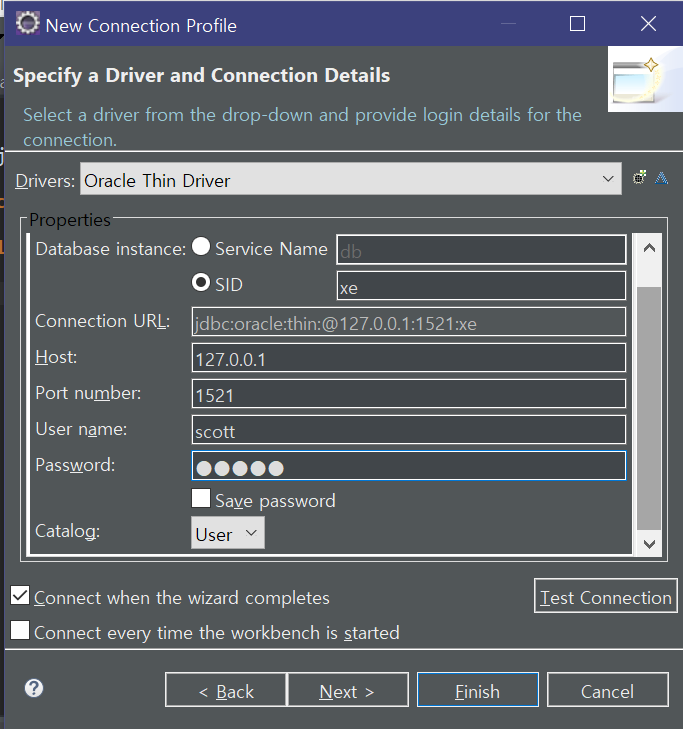 New Connection Profile
Specify a Driver and Connection Details
Select a driver from the drop-down and provide login details for the
connection.
Drivers: Oracle Thin Driver
Properties
Database instance: Service Name db
SID xe
Connection URL: jdbc:oracle:thin:@127.0.0.1:1521:xe
Host: 127.0.0.1
Port number: 1521
User name: scott
Password: ●●●●●
Save password
Catalog: User
Connect when the wizard completes
Test Connection
Connect every time the workbench is started
? < Back Next > Finish Cancel